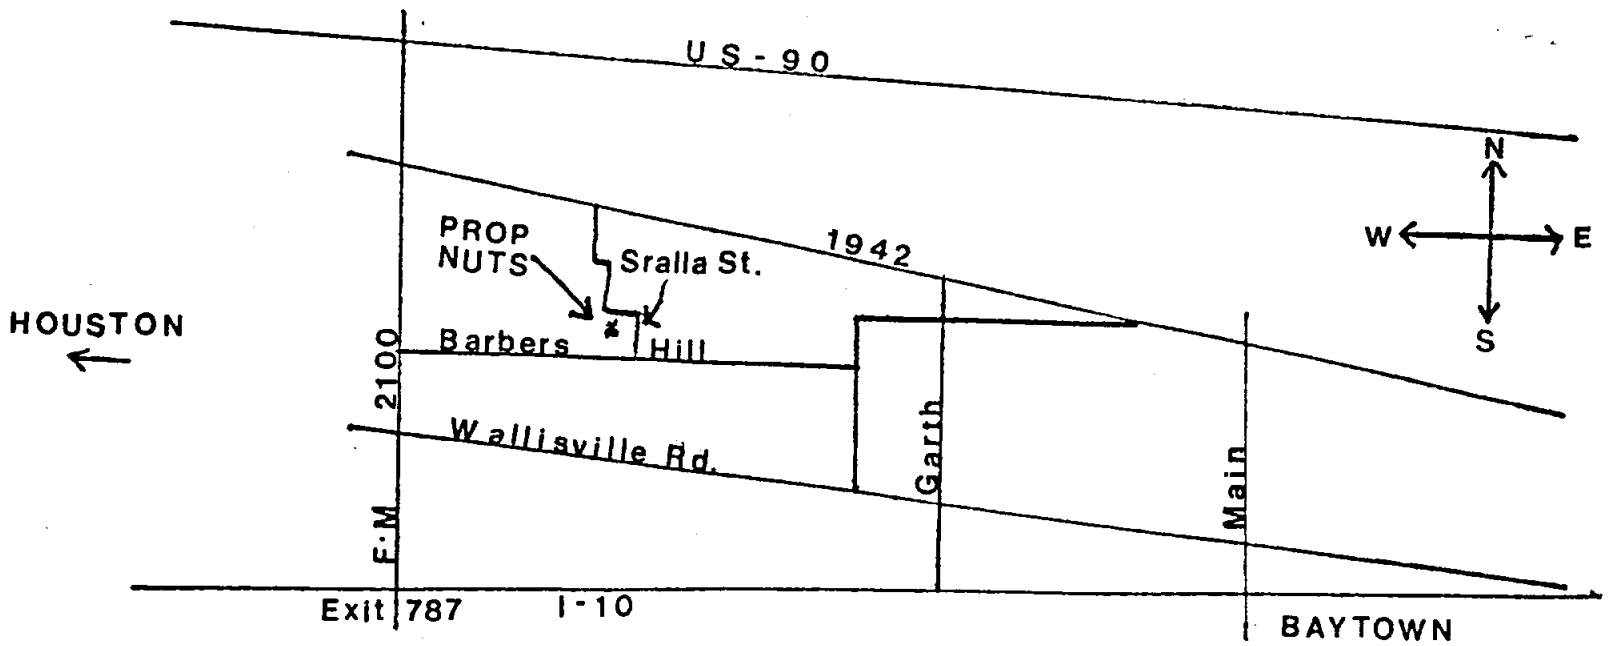 US-90
N
PROP
NUTS
Sralla St.
1942
W E
HOUSTON
S
Barbers Hill
F.M 2100
Wallisville Rd.
Garth
Main
Exit 787
I-10
BAYTOWN